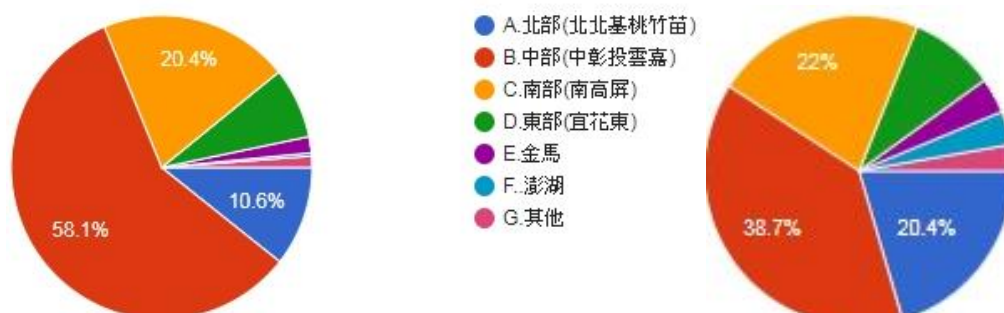 20.4%
10.6%
58.1%
A.北部(北北基桃竹苗)
B.中部(中彰投雲嘉)
C.南部(南高屏)
D.東部(宜花東)
E.金馬
F..澎湖
G.其他
22%
38.7%
20.4%